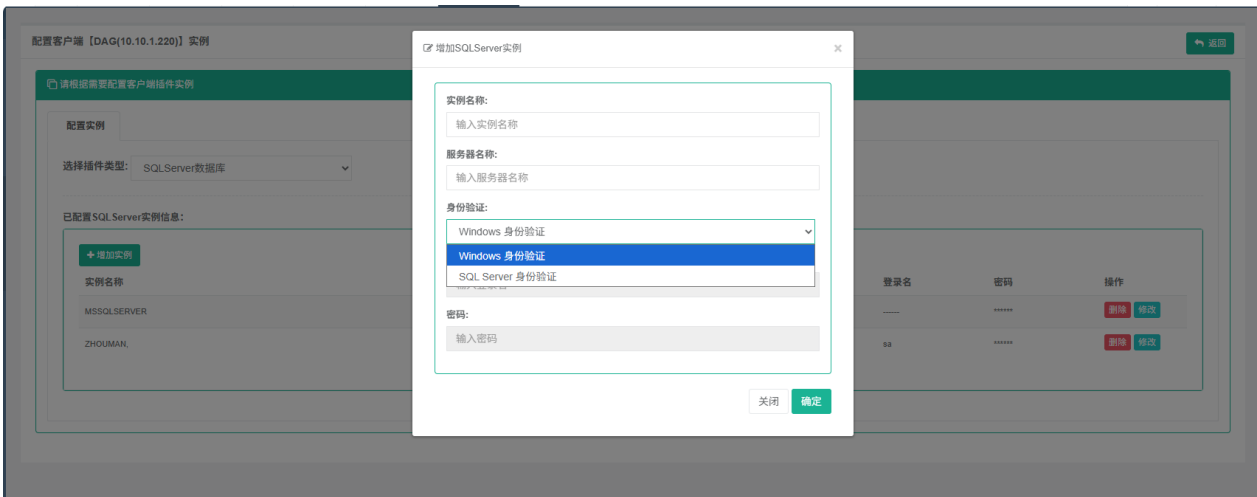 配置客户端【DAG(10.10.1.220)】实例
返回
请根据需要配置客户端插件实例
配置实例
选择插件类型: SQLServer数据库
已配置SQLServer实例信息:
增加实例
实例名称 登录名 密码 操作
MSSQLSERVER ------ ****** 删除 修改
ZHOUMAN, sa ****** 删除 修改
增加SQLServer实例 ×
实例名称:
输入实例名称
服务器名称:
输入服务器名称
身份验证:
Windows 身份验证
Windows 身份验证
SQL Server 身份验证
密码:
输入密码
关闭 确定